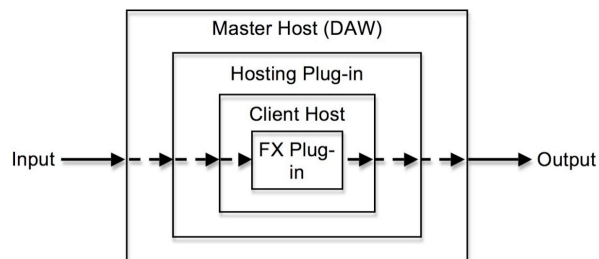 Master Host (DAW)
Hosting Plug-in
Client Host
FX Plug-
in
Input
Output